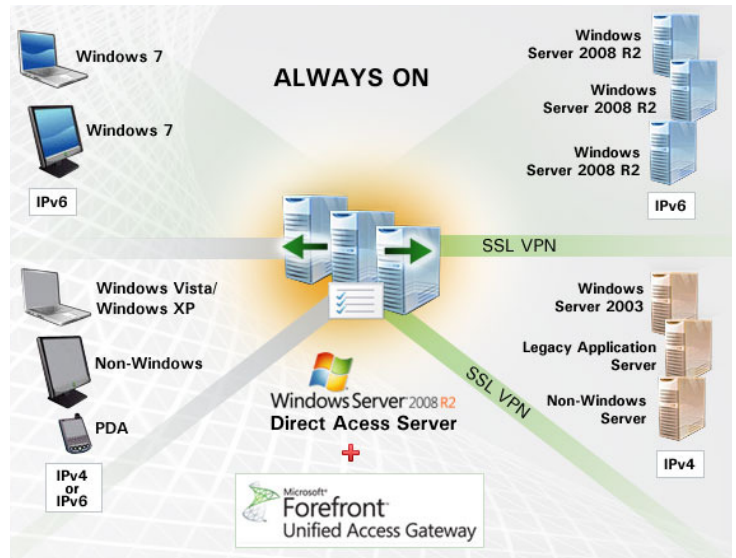 Windows 7
Windows 7
IPv6
ALWAYS ON
Windows
Server 2008 R2
Windows
Server 2008 R2
Windows
Server 2008 R2
IPv6
SSL VPN
Windows Vista/
Windows XP
Non-Windows
PDA
IPv4
or
IPv6
SSL VPN
Windows
Server 2003
Legacy Application
Server
Non-Windows
Server
IPv4
Windows Server 2008 R2
Direct Acess Server
+
Microsoft
Forefront
Unified Access Gateway